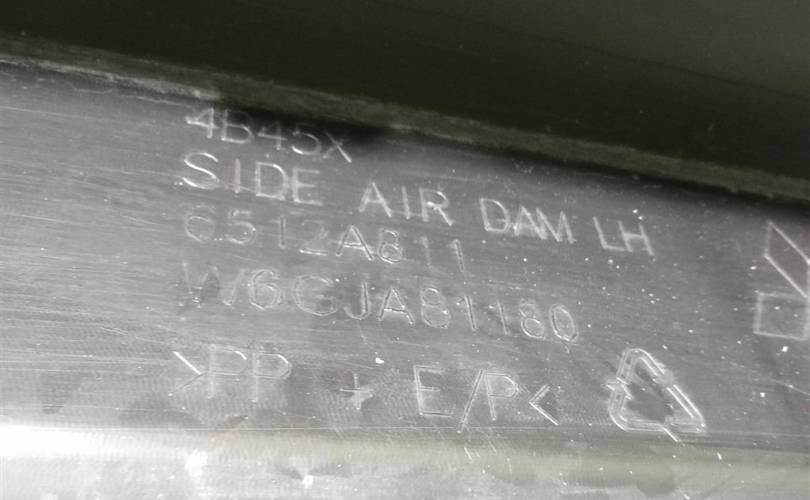 4B45X
SIDE AIR DAM LH
6512A811
W6GJA81180
>PP + E/P<